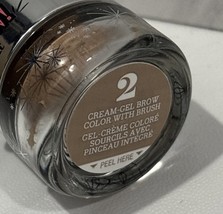 2
CREAM-GEL BROW
COLOR WITH BRUSH
GEL-CRÈME COLORÉ
SOURCILS AVEC
PINCEAU INTÉGRÉ
PEEL HERE